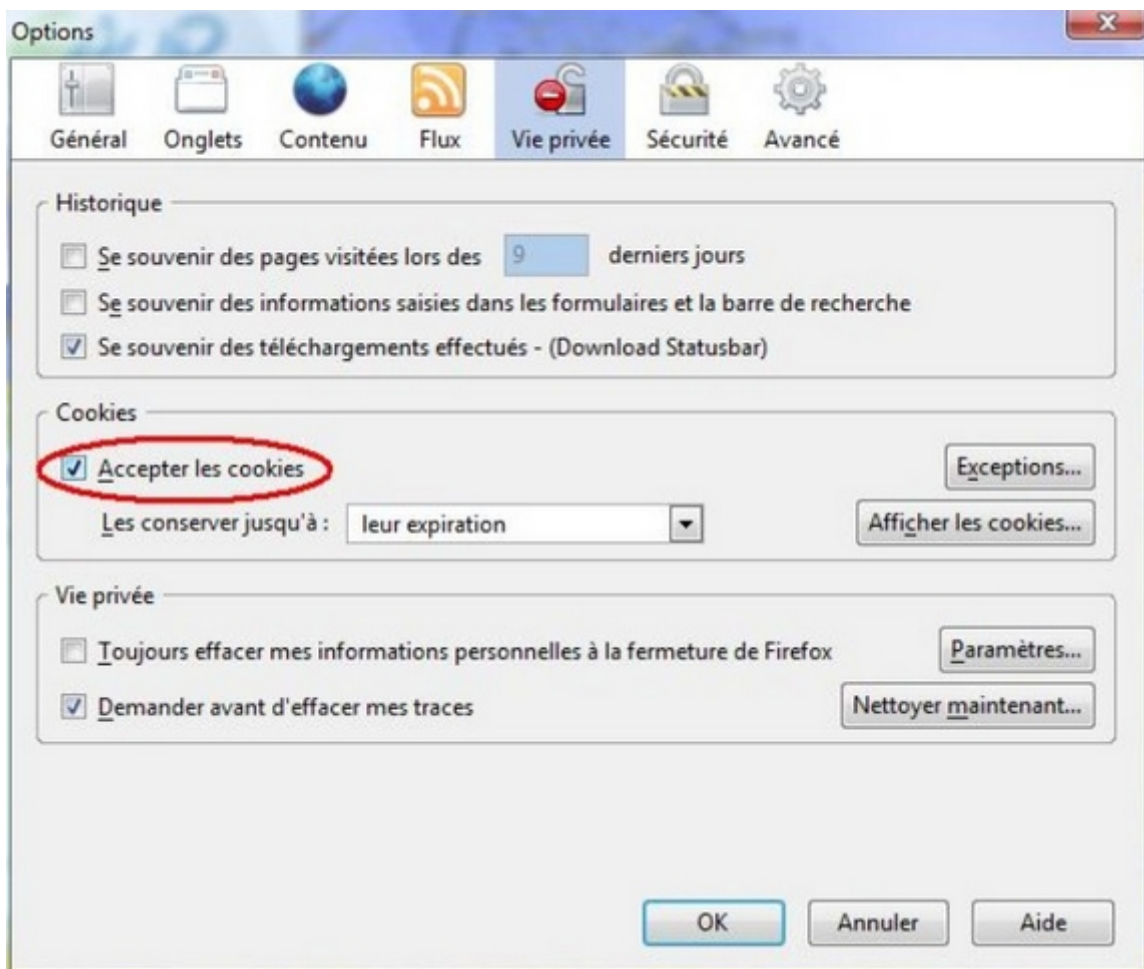 Options
Général Onglets Contenu Flux Vie privée Sécurité Avancé
Historique
Se souvenir des pages visitées lors des 9 derniers jours
Se souvenir des informations saisies dans les formulaires et la barre de recherche
Se souvenir des téléchargements effectués - (Download Statusbar)
Cookies
Accepter les cookies Exceptions...
Les conserver jusqu'à : leur expiration Afficher les cookies...
Vie privée
Toujours effacer mes informations personnelles à la fermeture de Firefox Paramètres...
Demander avant d'effacer mes traces Nettoyer maintenant...
OK Annuler Aide